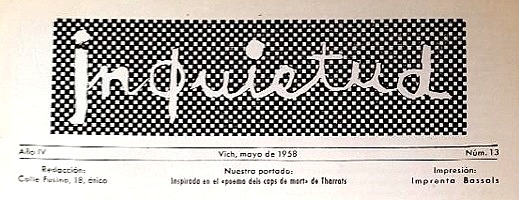 inquietud
Año IV Vich, mayo de 1958 Núm. 13
Redacción: Nuestra portada: Impresión:
Calle Fusina, 18, ático Inspirada en el «poema dels caps de mort» de Tharrats Imprenta Bassols